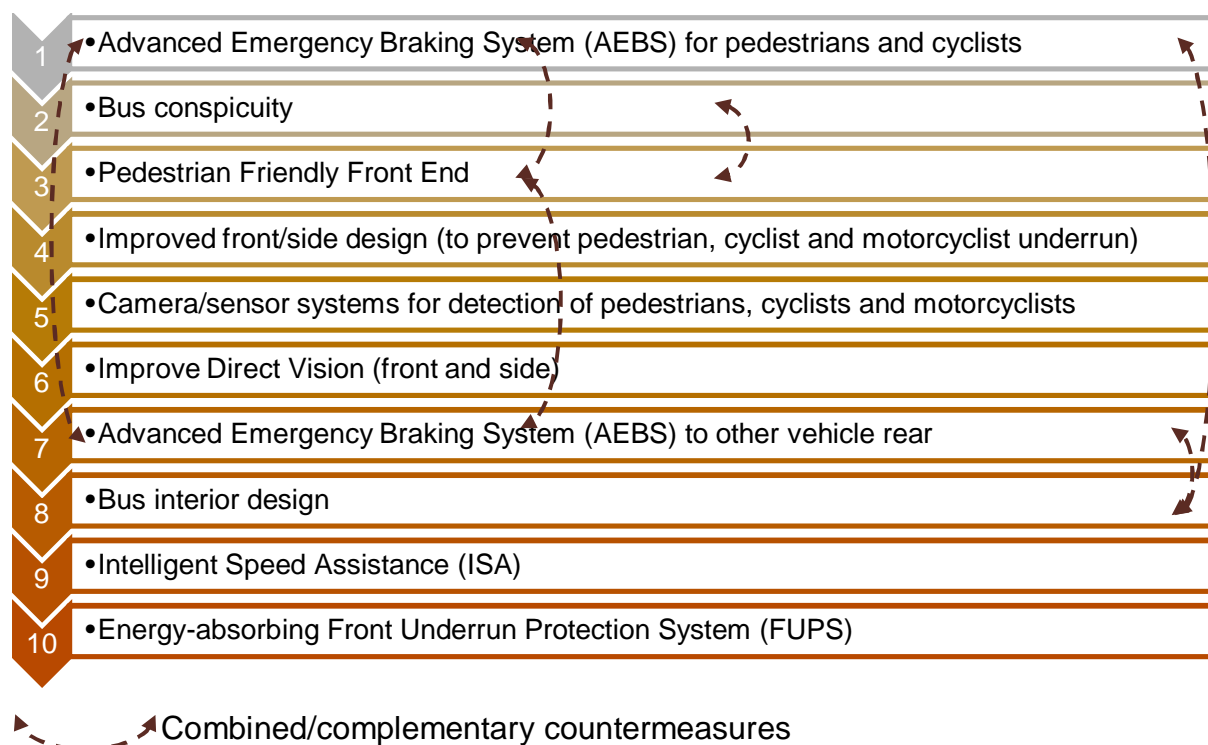 1 •Advanced Emergency Braking System (AEBS) for pedestrians and cyclists
2 •Bus conspicuity
3 •Pedestrian Friendly Front End
4 •Improved front/side design (to prevent pedestrian, cyclist and motorcyclist underrun)
5 •Camera/sensor systems for detection of pedestrians, cyclists and motorcyclists
6 •Improve Direct Vision (front and side)
7 •Advanced Emergency Braking System (AEBS) to other vehicle rear
8 •Bus interior design
9 •Intelligent Speed Assistance (ISA)
10 •Energy-absorbing Front Underrun Protection System (FUPS)
Combined/complementary countermeasures